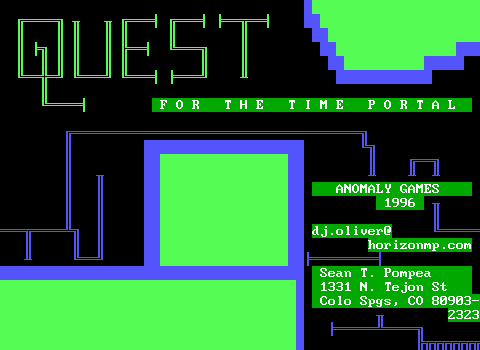 QUEST
FOR THE TIME PORTAL
ANOMALY GAMES
1996
dj.oliver@
horizonmp.com
Sean T. Pompea
1331 N. Tejon St
Colo Spgs, CO 80903-
2323